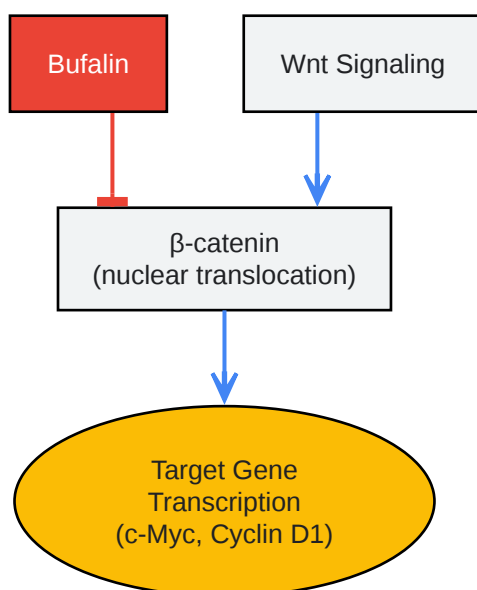 Bufalin
Wnt Signaling
β-catenin
(nuclear translocation)
Target Gene
Transcription
(c-Myc, Cyclin D1)